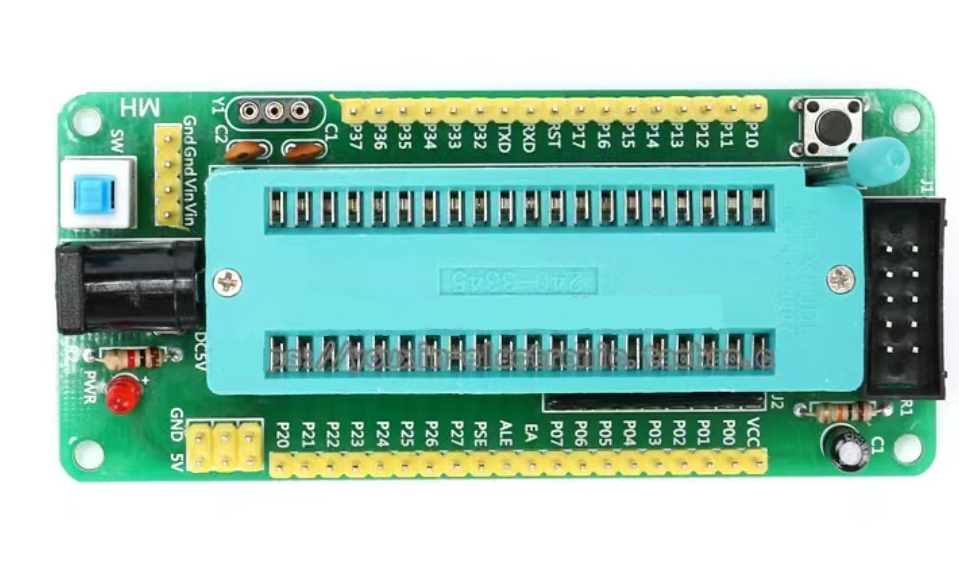 MH
SW
Gnd Gnd Vin Vin
Y1
C2
C1
P37 P36 P35 P34 P33 P32 TXD RXD RST P17 P16 P15 P14 P13 P12 P11 P10
J1
240-3345
DC5V
R2
PWR
+
GND
5V
P20 P21 P22 P23 P24 P25 P26 P27 PSE ALE EA P07 P06 P05 P04 P03 P02 P01 P00 VCC
J2
R1
C1